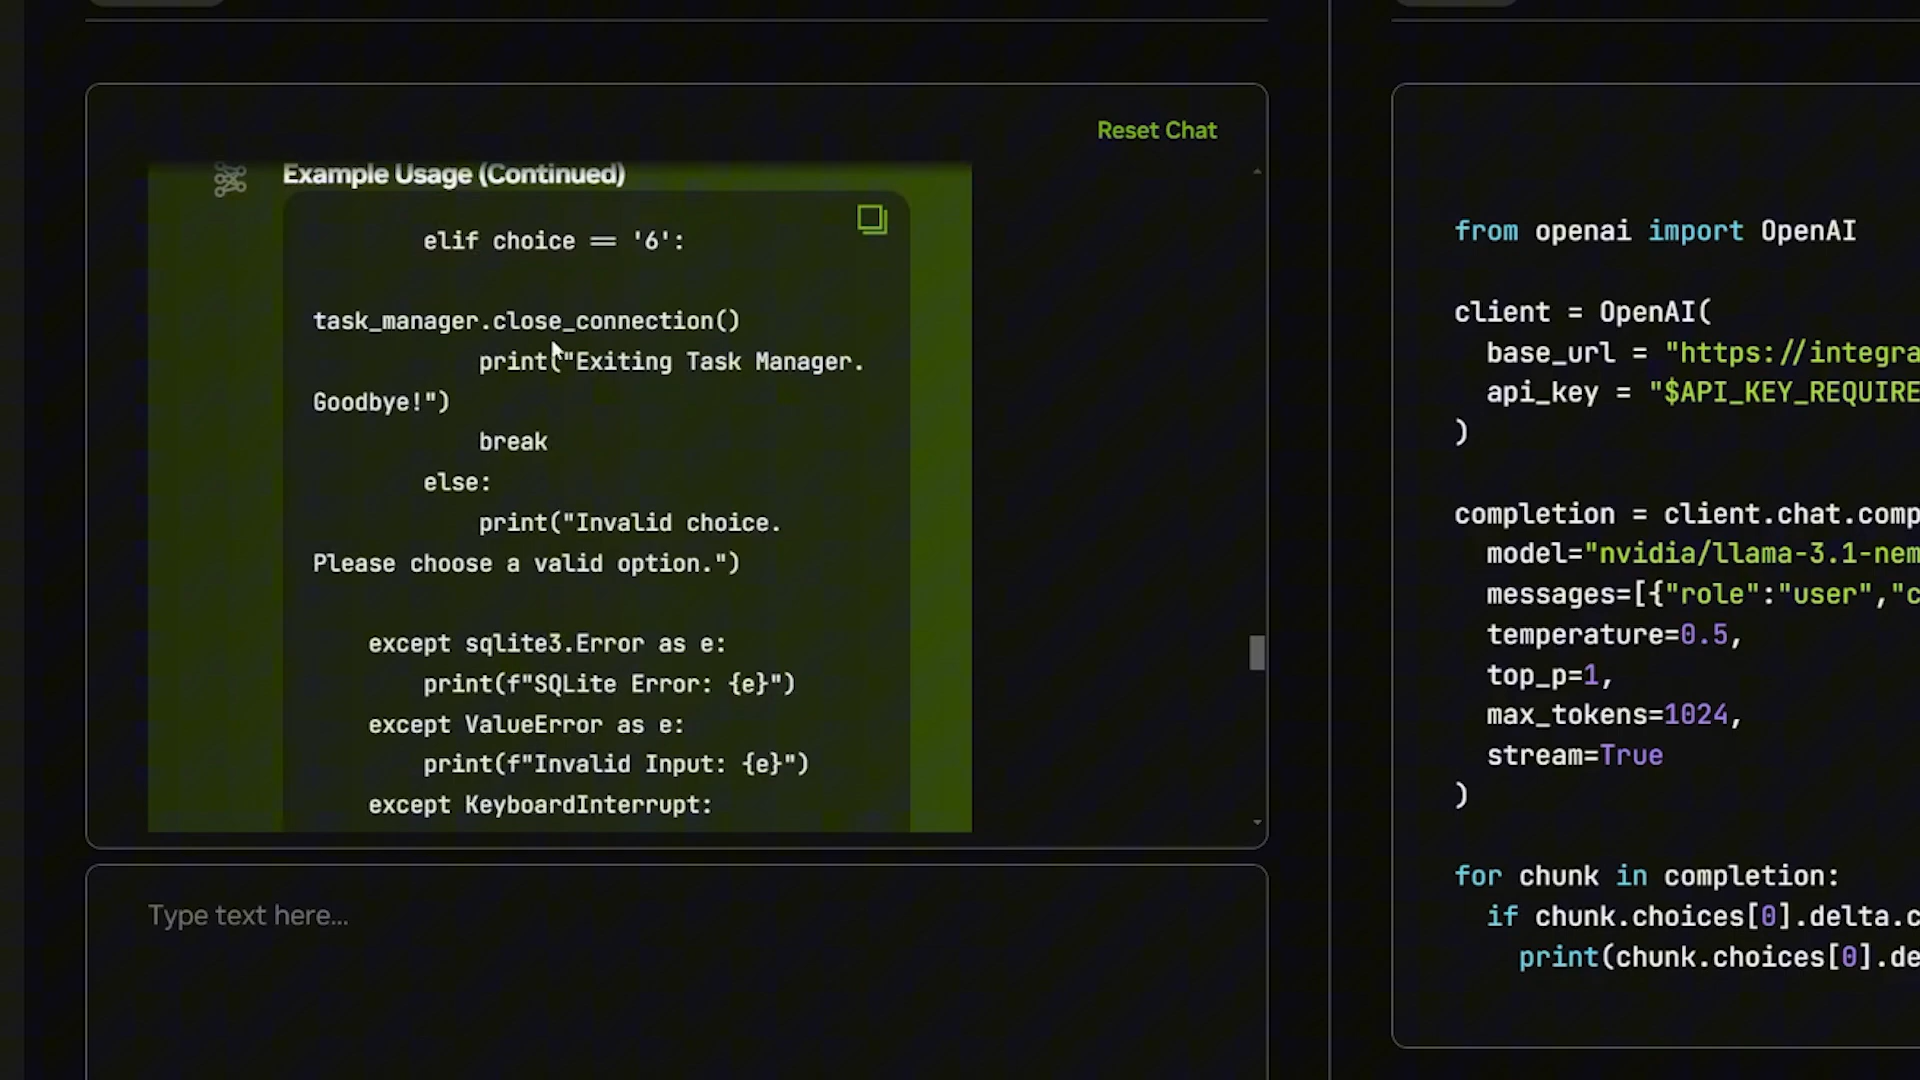 Reset Chat
Example Usage (Continued)
elif choice == '6':
task_manager.close_connection()
print("Exiting Task Manager.
Goodbye!")
break
else:
print("Invalid choice.
Please choose a valid option.")
except sqlite3.Error as e:
print(f"SQLite Error: {e}")
except ValueError as e:
print(f"Invalid Input: {e}")
except KeyboardInterrupt:
Type text here...
from openai import OpenAI
client = OpenAI(
base_url = "https://integra
api_key = "$API_KEY_REQUIRE
)
completion = client.chat.comp
model="nvidia/llama-3.1-nem
messages=[{"role":"user","c
temperature=0.5,
top_p=1,
max_tokens=1024,
stream=True
)
for chunk in completion:
if chunk.choices[0].delta.c
print(chunk.choices[0].de